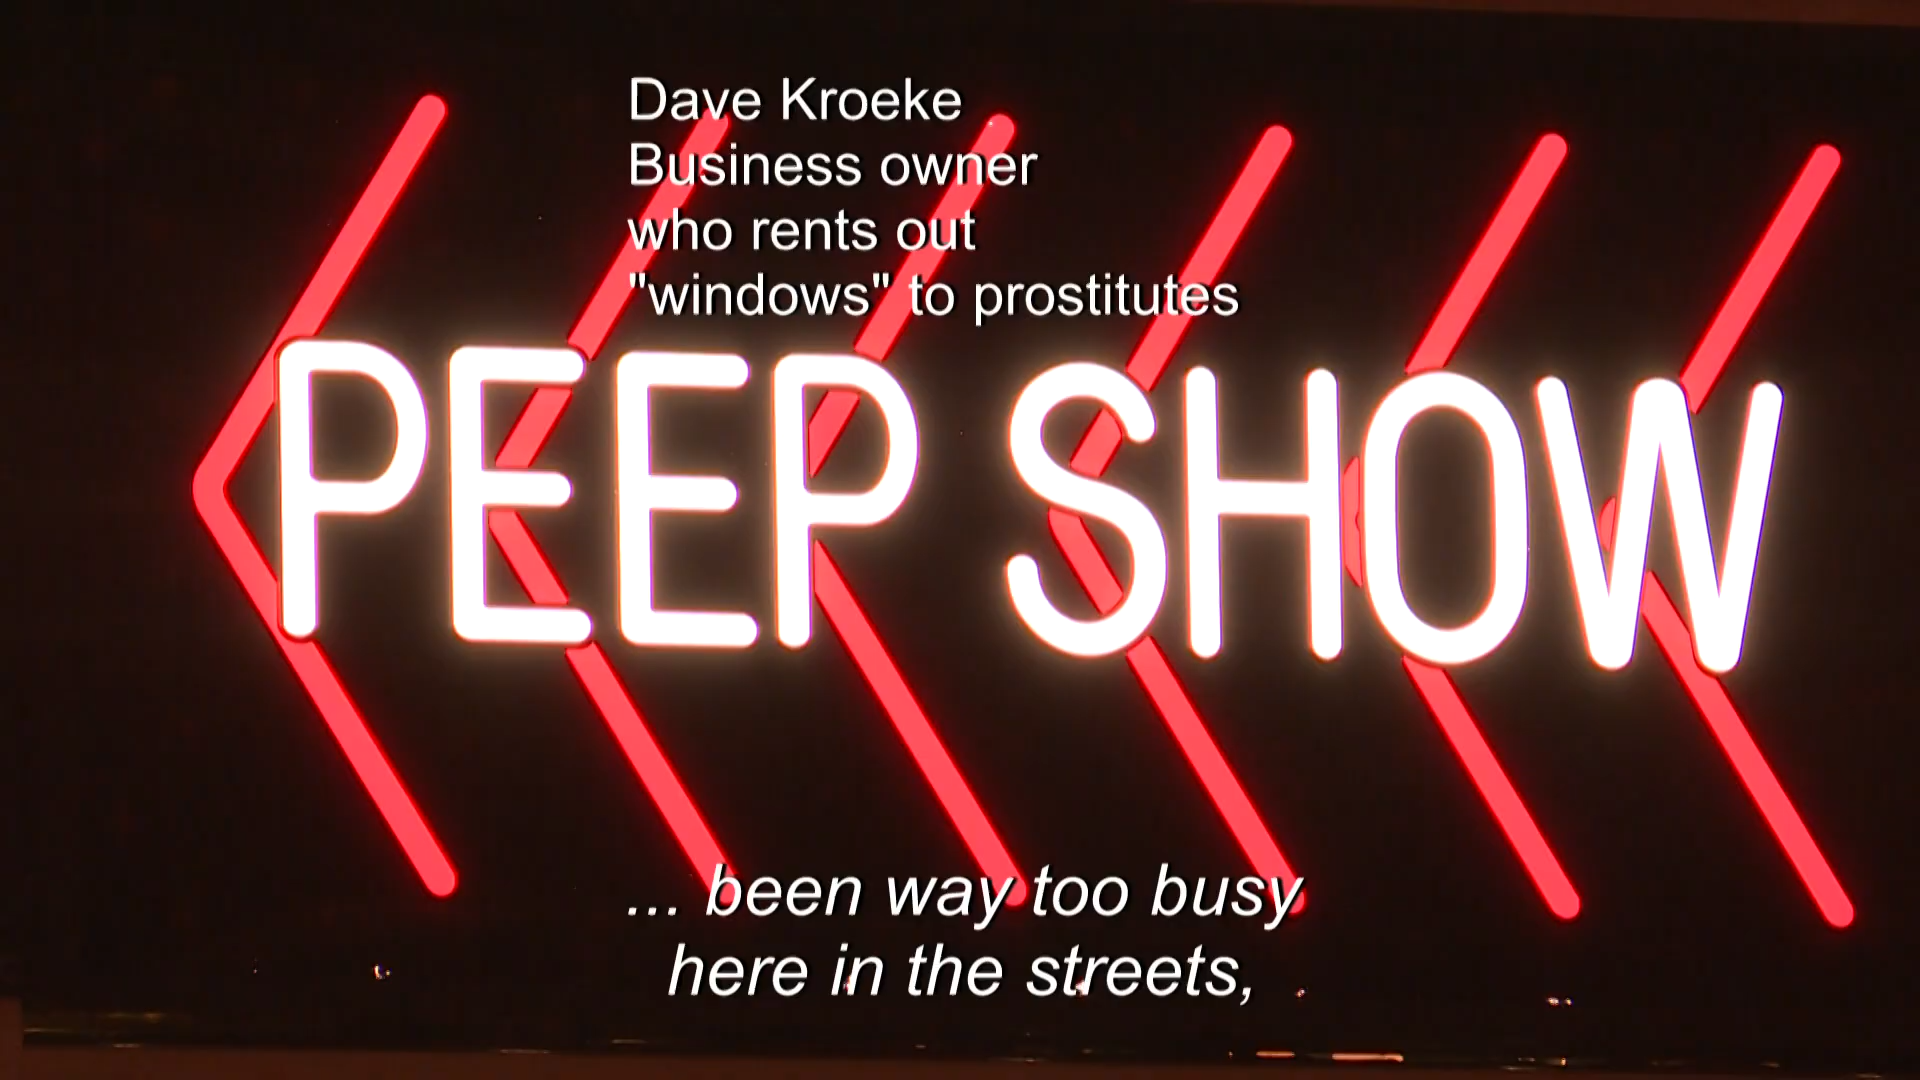 Dave Kroeke
Business owner
who rents out
"windows" to prostitutes
PEEP SHOW
... been way too busy
here in the streets,